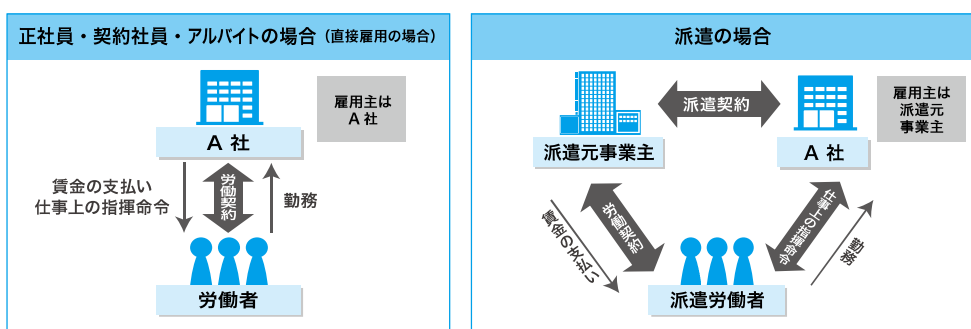 正社員・契約社員・アルバイトの場合（直接雇用の場合）
雇用主は
A 社
A 社
賃金の支払い
仕事上の指揮命令
労働契約
勤務
労働者
派遣の場合
派遣契約
雇用主は
派遣元
事業主
派遣元事業主
A 社
賃金の支払い
労働契約
仕事上の指揮命令
勤務
派遣労働者